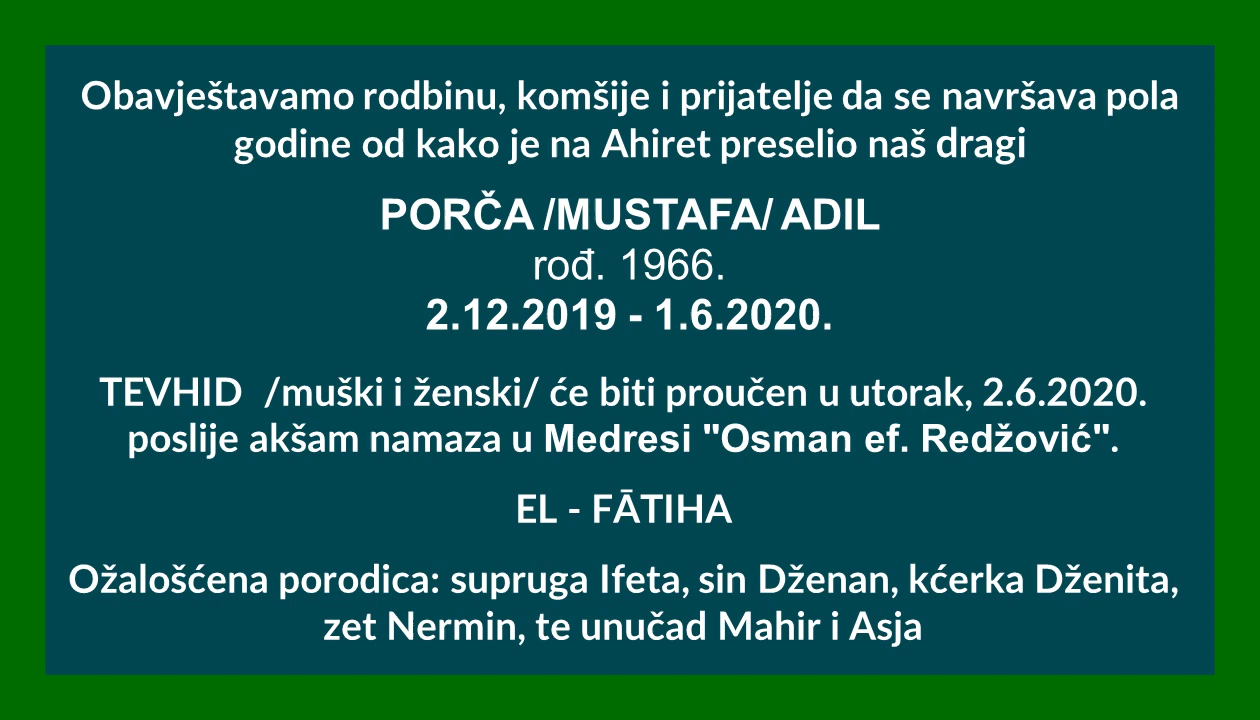 Obavještavamo rodbinu, komšije i prijatelje da se navršava pola
godine od kako je na Ahiret preselio naš dragi
PORČA /MUSTAFA/ ADIL
rođ. 1966.
2.12.2019 - 1.6.2020.
TEVHID /muški i ženski/ će biti proučen u utorak, 2.6.2020.
poslije akšam namaza u Medresi "Osman ef. Redžović".
EL - FĀTIHA
Ožalošćena porodica: supruga Ifeta, sin Dženan, kćerka Dženita,
zet Nermin, te unučad Mahir i Asja